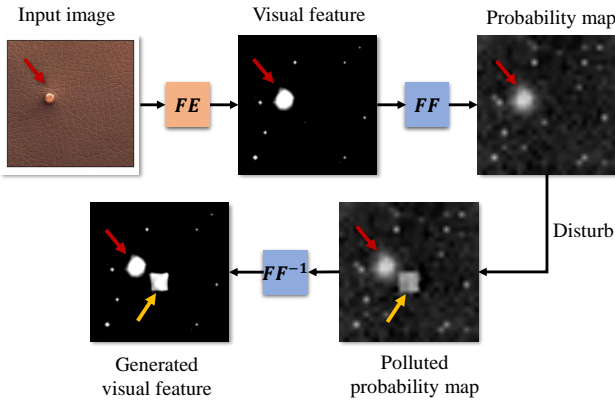 Input image
Visual feature
Probability map
FE
FF
Disturb
FF⁻¹
Generated
visual feature
Polluted
probability map